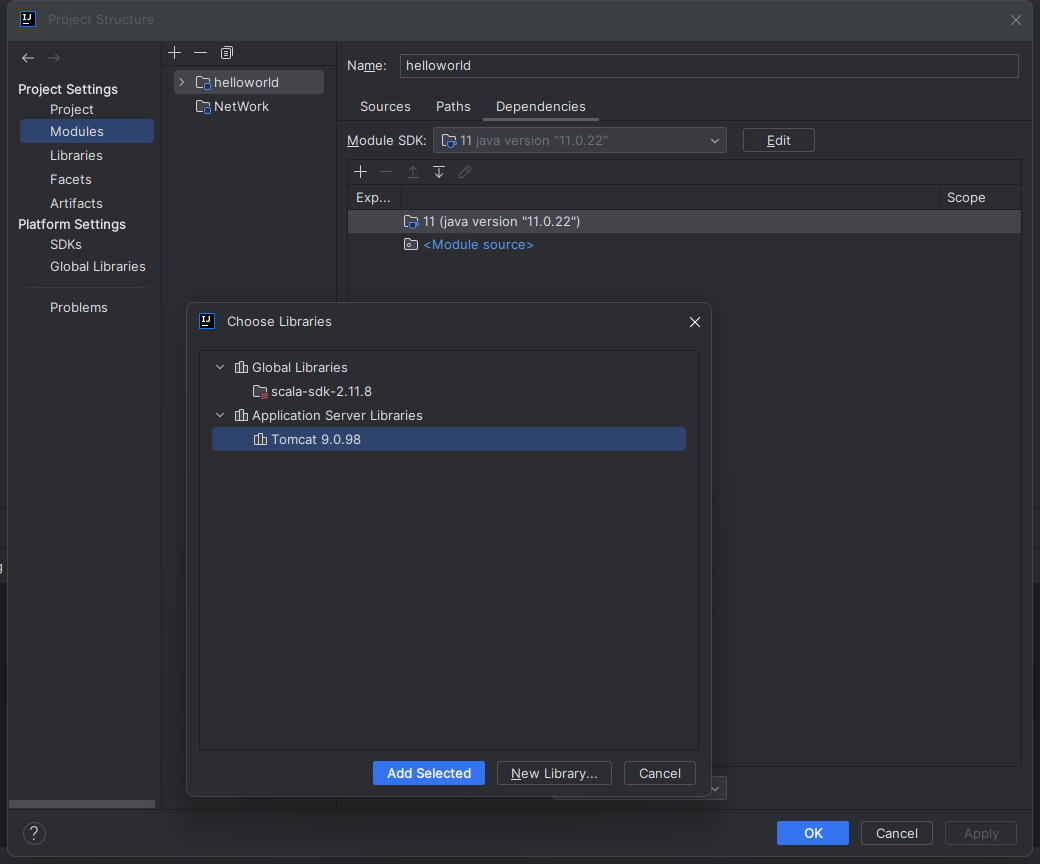 Project Structure
Name: helloworld
Project Settings
Project
Modules
Libraries
Facets
Artifacts
Platform Settings
SDKs
Global Libraries
Problems
helloworld
NetWork
Sources Paths Dependencies
Module SDK: 11 java version "11.0.22" Edit
Exp... Scope
11 (java version "11.0.22")
<Module source>
Choose Libraries
Global Libraries
scala-sdk-2.11.8
Application Server Libraries
Tomcat 9.0.98
Add Selected New Library... Cancel
? OK Cancel Apply